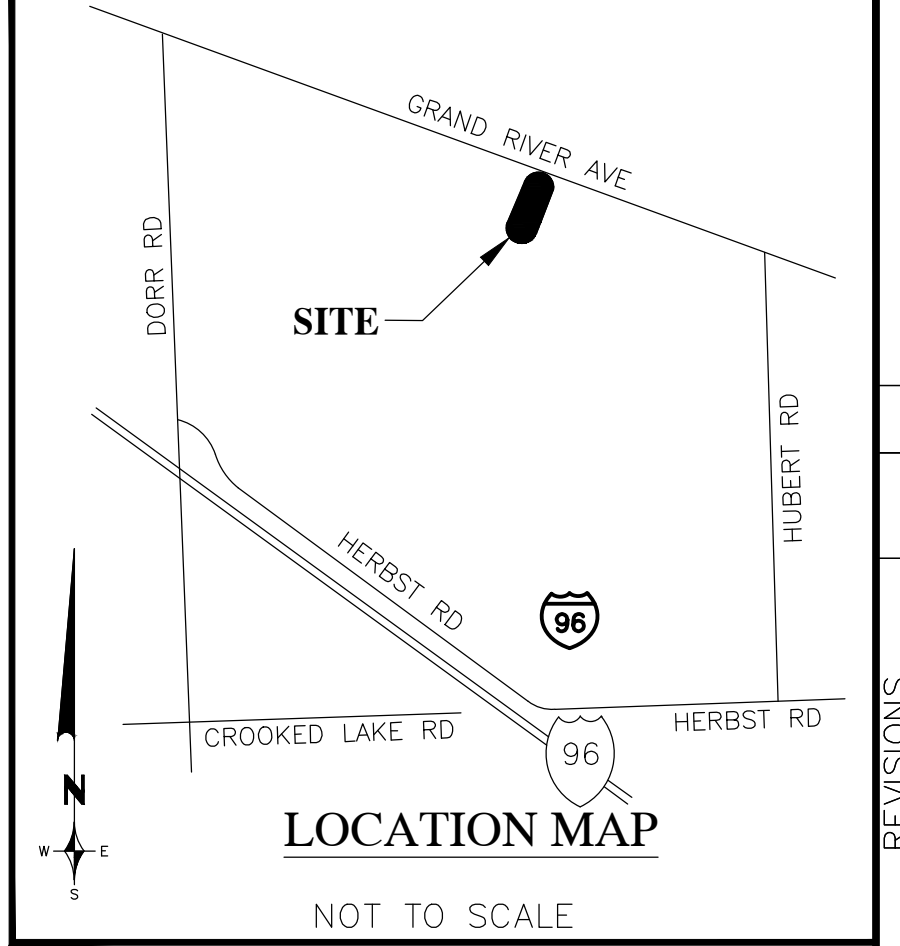 GRAND RIVER AVE
DORR RD
SITE
HUBERT RD
HERBST RD
96
HERBST RD
CROOKED LAKE RD
96
REVISIONS
N
W E
S
LOCATION MAP
NOT TO SCALE